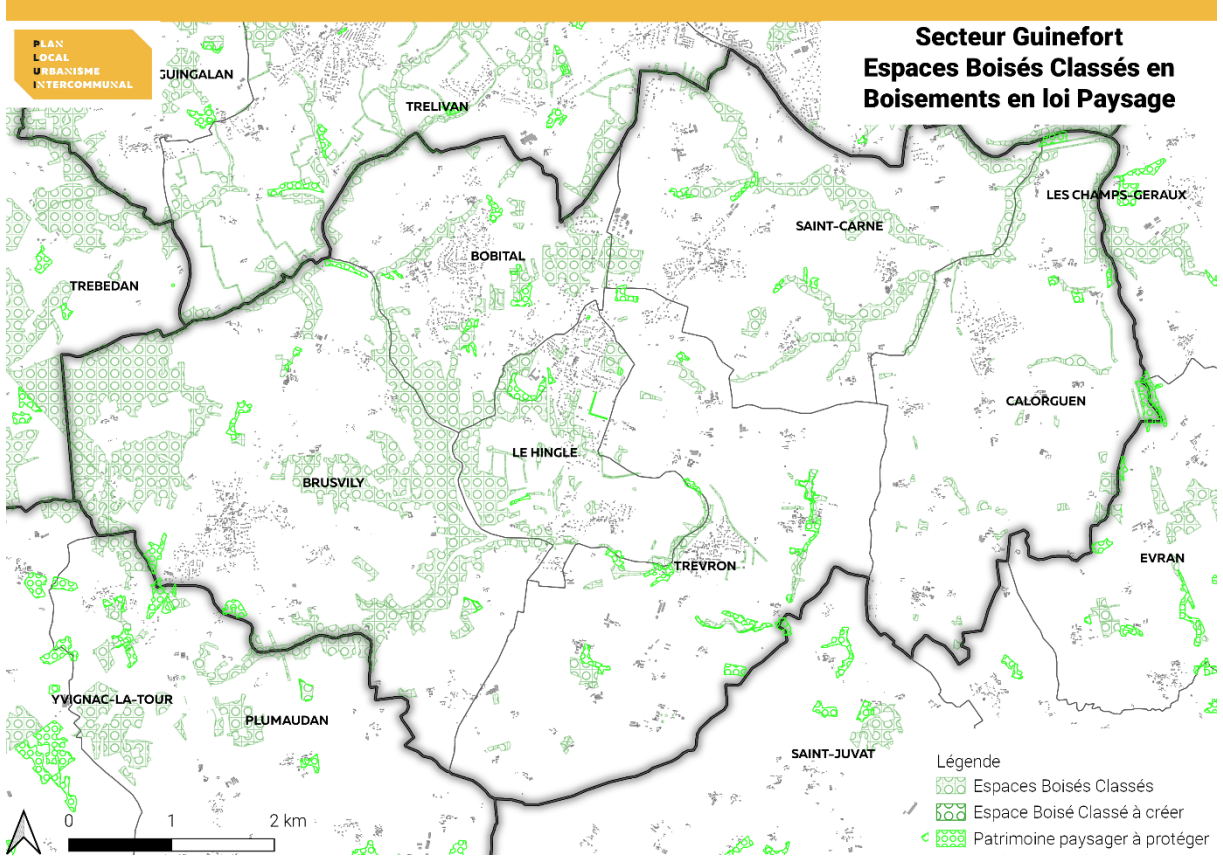 PLAN
LOCAL
URBANISME
INTERCOMMUNAL
Secteur Guinefort
Espaces Boisés Classés en
Boisements en loi Paysage
GUINGALAN
TRELIVAN
LES CHAMPS-GERAUX
SAINT-CARNE
BOBITAL
TREBEDAN
CALORGUEN
LE HINGLE
BRUSVILY
TREVRON
EVRAN
YVIGNAC-LA-TOUR
PLUMAUDAN
SAINT-JUVAT
Légende
Espaces Boisés Classés
Espace Boisé Classé à créer
Patrimoine paysager à protéger
0 1 2 km